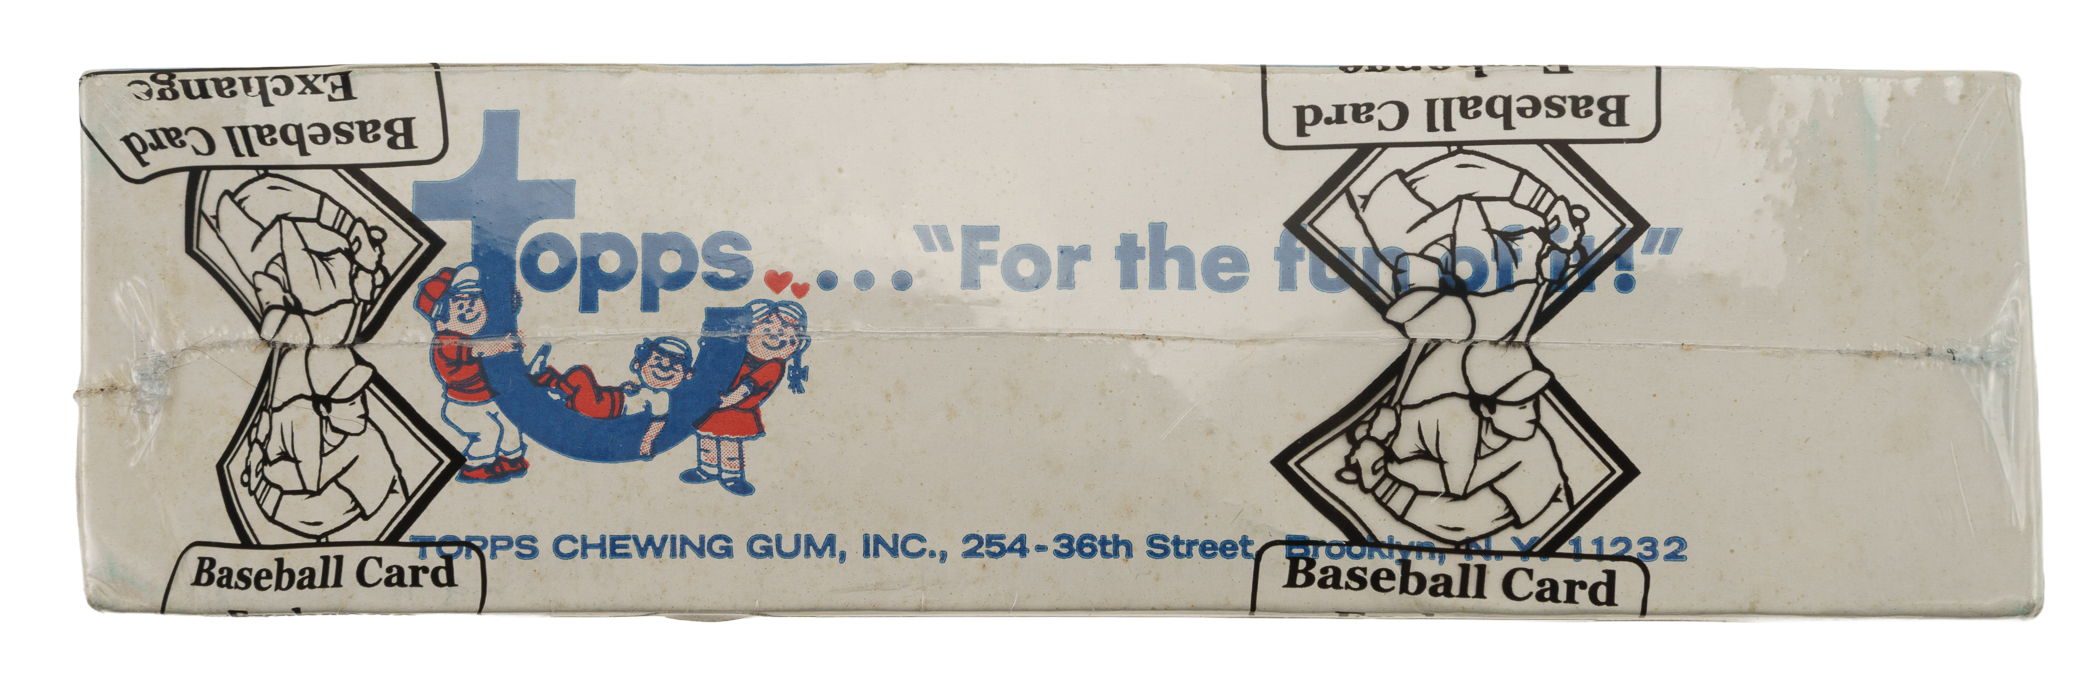 Exchange
Baseball Card
Exchange
Baseball Card
topps...."For the fun of it!"
TOPPS CHEWING GUM, INC., 254-36th Street, Brooklyn, N.Y. 11232
Baseball Card
Baseball Card